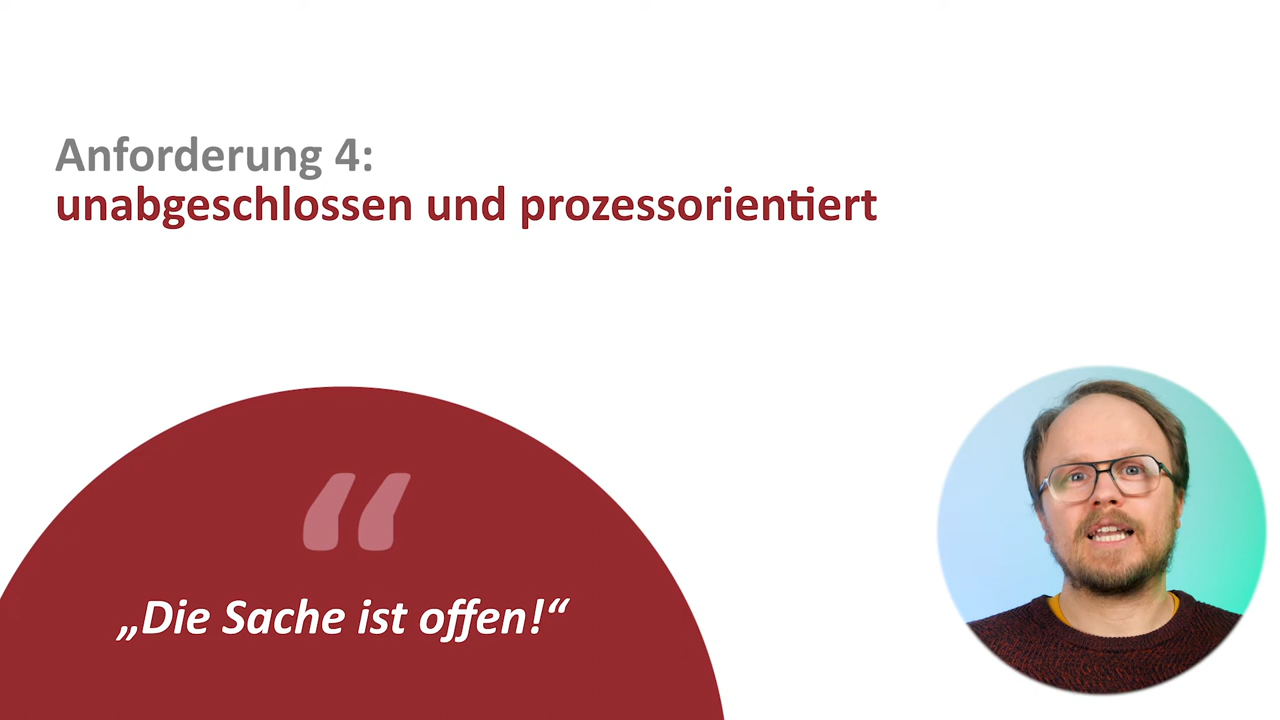 Anforderung 4:
unabgeschlossen und prozessorientiert
“
„Die Sache ist offen!“